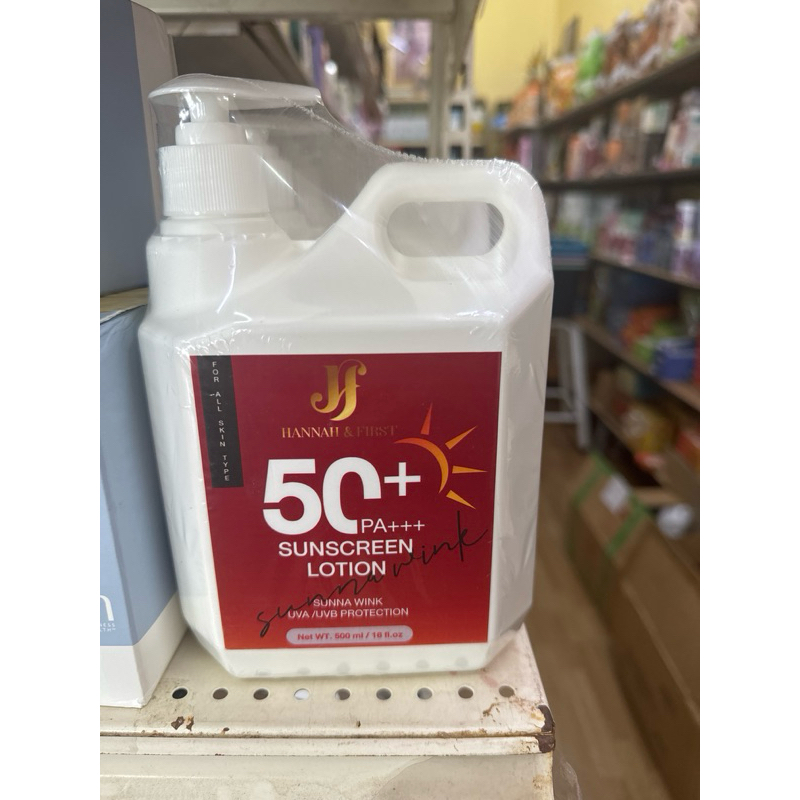 FOR ALL SKIN TYPE
JF
HANNAH & FIRST
50+
PA+++
SUNSCREEN
LOTION
sunna wink
SUNNA WINK
UVA /UVB PROTECTION
Net WT. 500 ml / 16 fl.oz